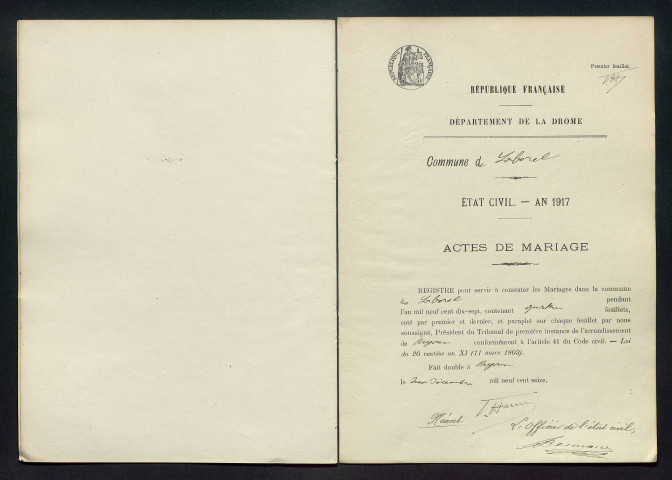 RÉPUBLIQUE FRANÇAISE
Premier feuillet.
RÉPUBLIQUE FRANÇAISE
DÉPARTEMENT DE LA DROME
Commune de Laborel
ÉTAT CIVIL. — AN 1917
ACTES DE MARIAGE
REGISTRE pour servir à constater les Mariages dans la commune
de Laborel pendant
l'an mil neuf cent dix-sept, contenant quatre feuillets,
coté par premier et dernier, et paraphé sur chaque feuillet par nous
soussigné, Président du Tribunal de première instance de l'arrondissement
de Nyons conformément à l'article 41 du Code civil. — Loi
du 20 ventôse an XI (11 mars 1803).
Fait double à Nyons
le décembre mil neuf cent seize,
Néant
L'officier de l'état civil,